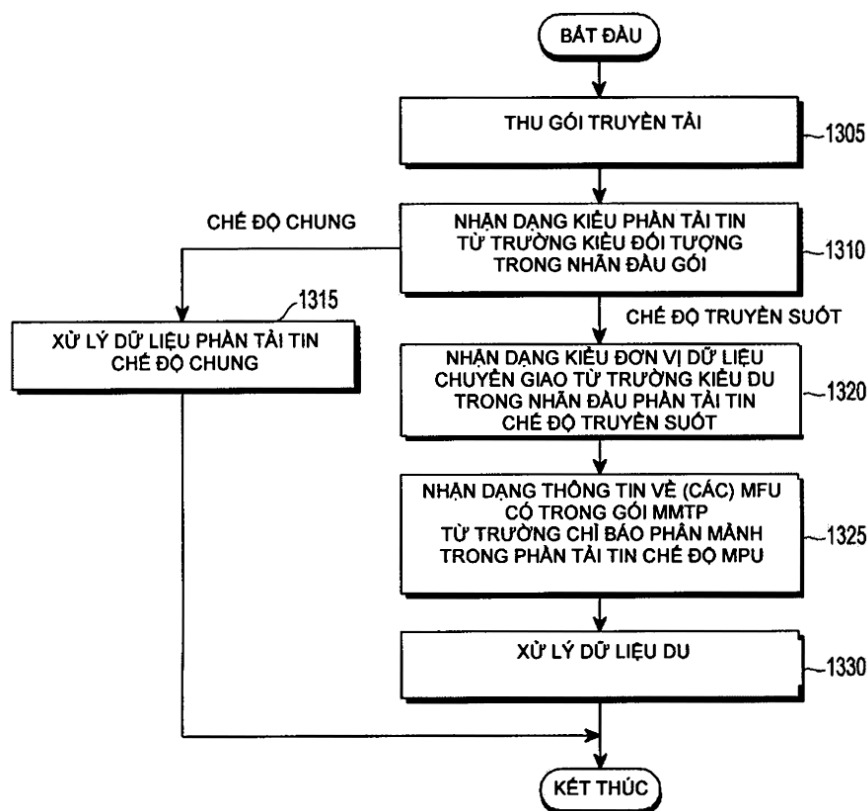 BẮT ĐẦU
THU GÓI TRUYỀN TẢI
1305
CHẾ ĐỘ CHUNG
NHẬN DẠNG KIỂU PHẦN TẢI TIN
TỪ TRƯỜNG KIỂU ĐỐI TƯỢNG
TRONG NHÃN ĐẦU GÓI
1310
1315
XỬ LÝ DỮ LIỆU PHẦN TẢI TIN
CHẾ ĐỘ CHUNG
CHẾ ĐỘ TRUYỀN SUỐT
NHẬN DẠNG KIỂU ĐƠN VỊ DỮ LIỆU
CHUYỂN GIAO TỪ TRƯỜNG KIỂU DU
TRONG NHÃN ĐẦU PHẦN TẢI TIN
CHẾ ĐỘ TRUYỀN SUỐT
1320
NHẬN DẠNG THÔNG TIN VỀ (CÁC) MFU
CÓ TRONG GÓI MMTP
TỪ TRƯỜNG CHỈ BÁO PHÂN MẢNH
TRONG PHẦN TẢI TIN CHẾ ĐỘ MPU
1325
XỬ LÝ DỮ LIỆU DU
1330
KẾT THÚC